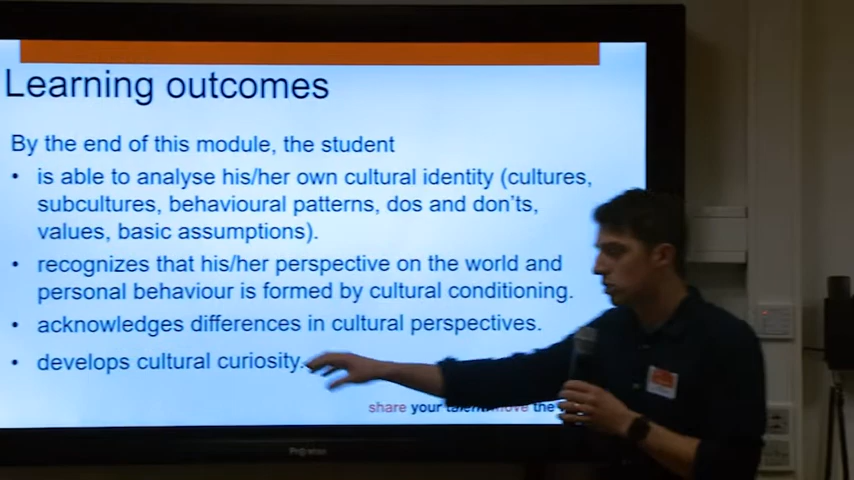 Learning outcomes
By the end of this module, the student
• is able to analyse his/her own cultural identity (cultures,
subcultures, behavioural patterns, dos and don'ts,
values, basic assumptions).
• recognizes that his/her perspective on the world and
personal behaviour is formed by cultural conditioning.
• acknowledges differences in cultural perspectives.
• develops cultural curiosity.
share your talent. move the